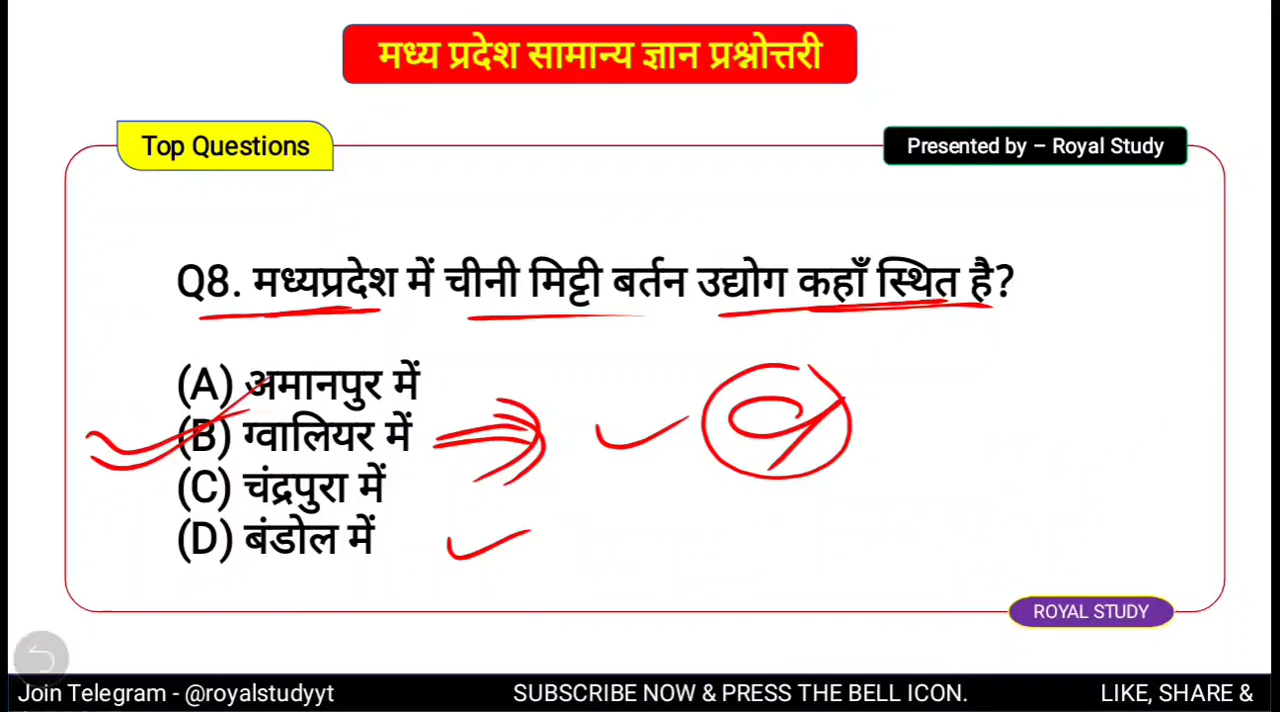 मध्य प्रदेश सामान्य ज्ञान प्रश्नोत्तरी
Top Questions
Presented by – Royal Study
Q8. मध्यप्रदेश में चीनी मिट्टी बर्तन उद्योग कहाँ स्थित है?
(A) अमानपुर में
(B) ग्वालियर में
(C) चंद्रपुरा में
(D) बंडोल में
ROYAL STUDY
Join Telegram - @royalstudyyt
SUBSCRIBE NOW & PRESS THE BELL ICON.
LIKE, SHARE &